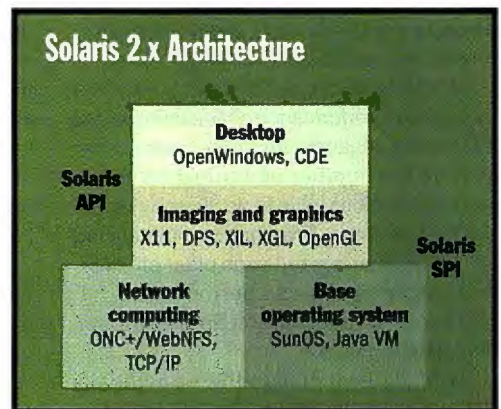 Solaris 2.x Architecture
Desktop
OpenWindows, CDE
Solaris
API
Imaging and graphics
X11, DPS, XIL, XGL, OpenGL
Solaris
SPI
Network
computing
ONC+/WebNFS,
TCP/IP
Base
operating system
SunOS, Java VM